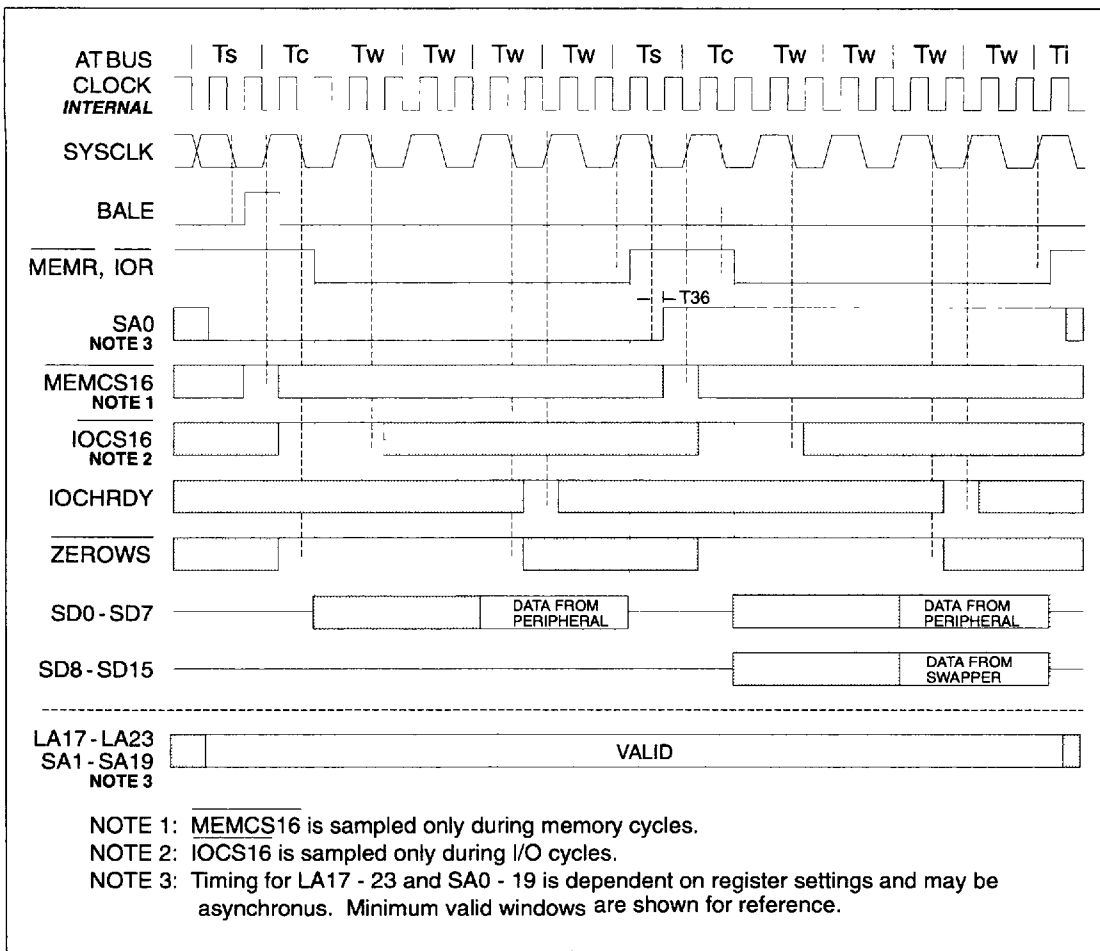 AT BUS | Ts | Tc | Tw | Tw | Tw | Tw | Ts | Tc | Tw | Tw | Tw | Tw | Ti
CLOCK
INTERNAL
SYSCLK
BALE
MEMR, IOR
T36
SA0
NOTE 3
MEMCS16
NOTE 1
IOCS16
NOTE 2
IOCHRDY
ZEROWS
SD0 - SD7
DATA FROM PERIPHERAL
DATA FROM PERIPHERAL
SD8 - SD15
DATA FROM SWAPPER
LA17 - LA23
SA1 - SA19
NOTE 3
VALID
NOTE 1: MEMCS16 is sampled only during memory cycles.
NOTE 2: IOCS16 is sampled only during I/O cycles.
NOTE 3: Timing for LA17 - 23 and SA0 - 19 is dependent on register settings and may be
asynchronus. Minimum valid windows are shown for reference.